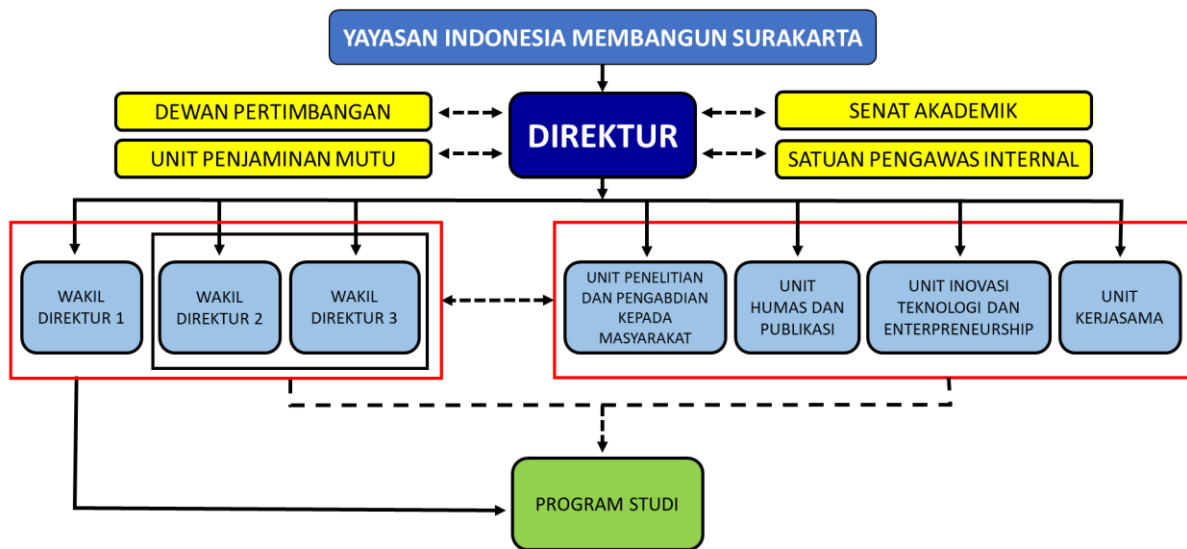 YAYASAN INDONESIA MEMBANGUN SURAKARTA
DEWAN PERTIMBANGAN
UNIT PENJAMINAN MUTU
DIREKTUR
SENAT AKADEMIK
SATUAN PENGAWAS INTERNAL
WAKIL
DIREKTUR 1
WAKIL
DIREKTUR 2
WAKIL
DIREKTUR 3
UNIT PENELITIAN
DAN PENGABDIAN
KEPADA
MASYARAKAT
UNIT
HUMAS DAN
PUBLIKASI
UNIT INOVASI
TEKNOLOGI DAN
ENTERPRENEURSHIP
UNIT
KERJASAMA
PROGRAM STUDI